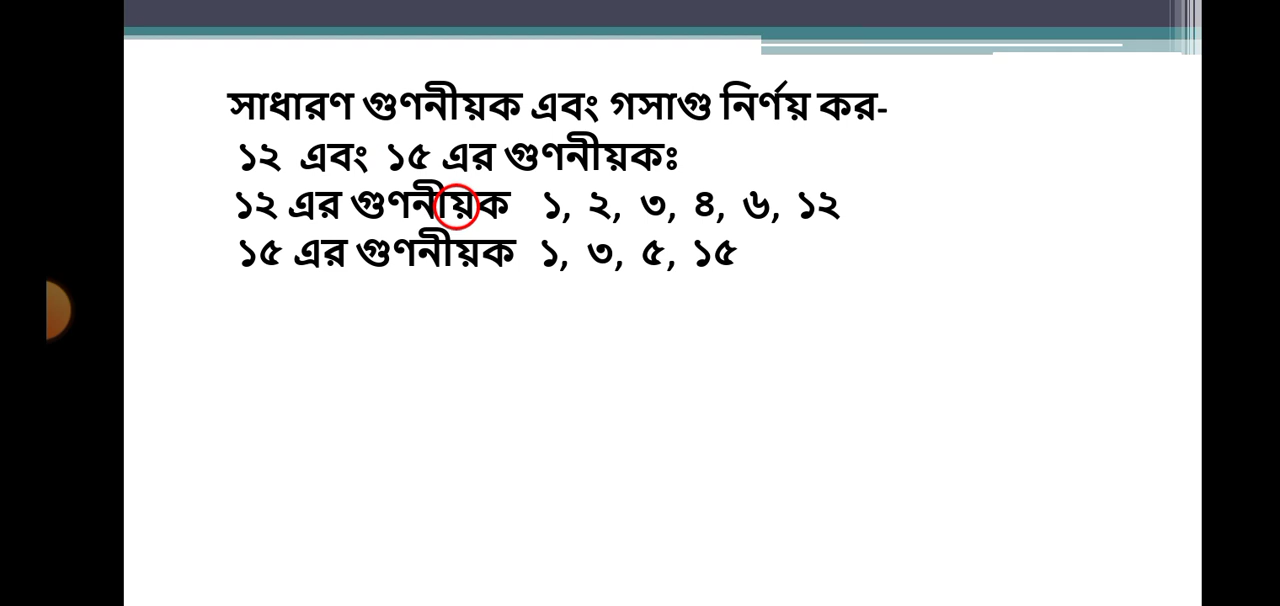 সাধারণ গুণনীয়ক এবং গসাগু নির্ণয় কর-
১২ এবং ১৫ এর গুণনীয়কঃ
১২ এর গুণনীয়ক ১, ২, ৩, ৪, ৬, ১২
১৫ এর গুণনীয়ক ১, ৩, ৫, ১৫